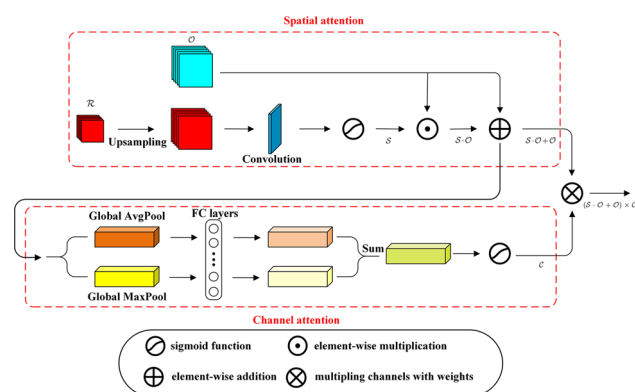 Spatial attention
O
R
Upsampling
Convolution
S
S·O
S·O+O
(S·O+O)×C
Global AvgPool
FC layers
Sum
C
Global MaxPool
Channel attention
sigmoid function
element-wise multiplication
element-wise addition
multipling channels with weights